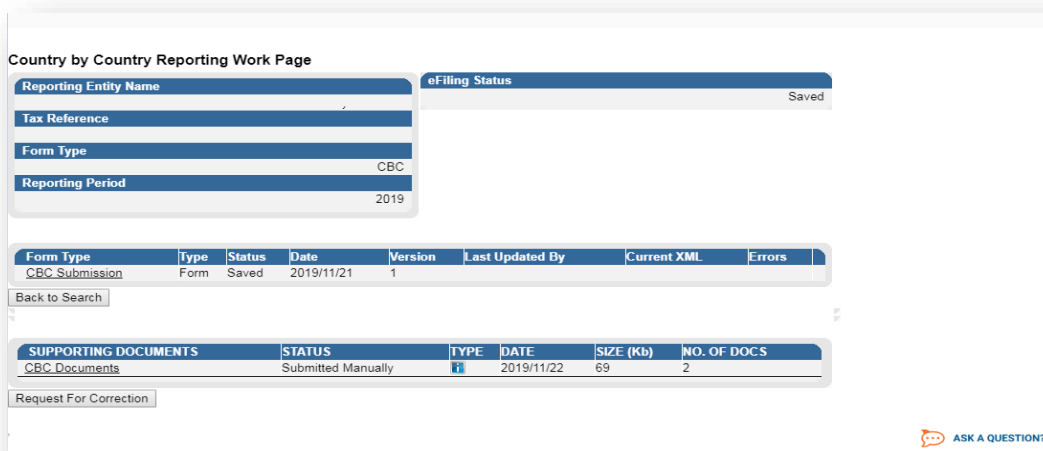 Country by Country Reporting Work Page
Reporting Entity Name
eFiling Status
Saved
Tax Reference
Form Type
CBC
Reporting Period
2019
Form Type Type Status Date Version Last Updated By Current XML Errors
CBC Submission Form Saved 2019/11/21 1
Back to Search
SUPPORTING DOCUMENTS STATUS TYPE DATE SIZE (Kb) NO. OF DOCS
CBC Documents Submitted Manually i 2019/11/22 69 2
Request For Correction
ASK A QUESTION?